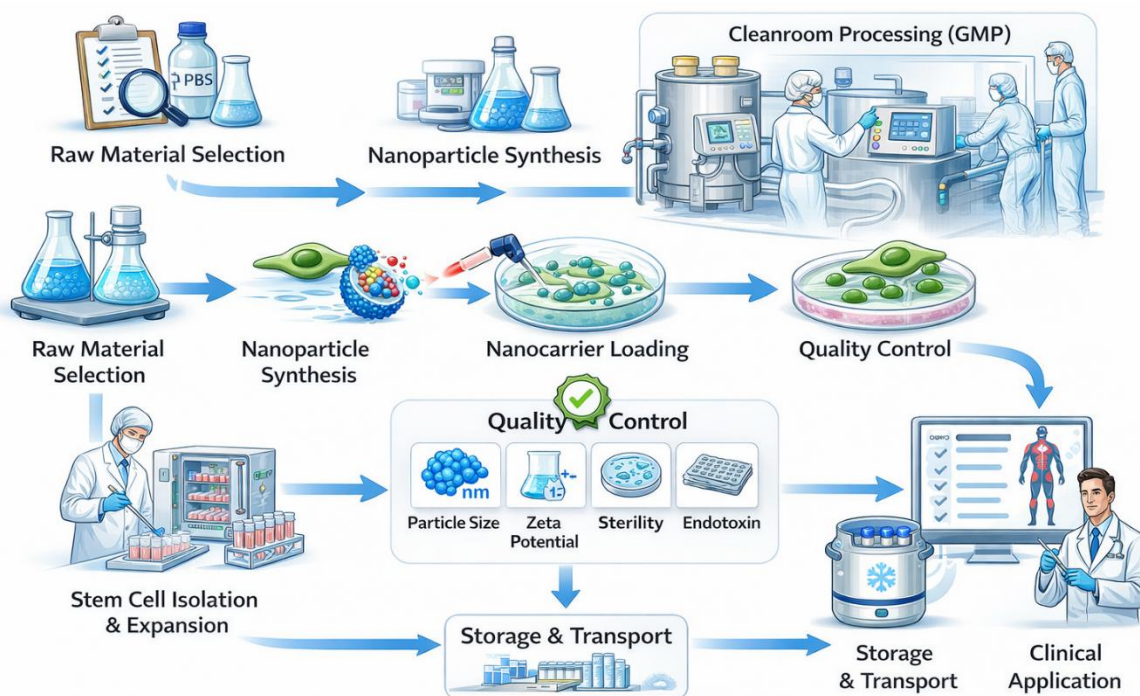 Cleanroom Processing (GMP)
PBS
Raw Material Selection
Nanoparticle Synthesis
Raw Material
Selection
Nanoparticle
Synthesis
Nanocarrier Loading
Quality Control
Quality Control
nm
Particle Size
Zeta
Potential
Sterility
Endotoxin
Stem Cell Isolation
& Expansion
Storage & Transport
Storage
& Transport
Clinical
Application